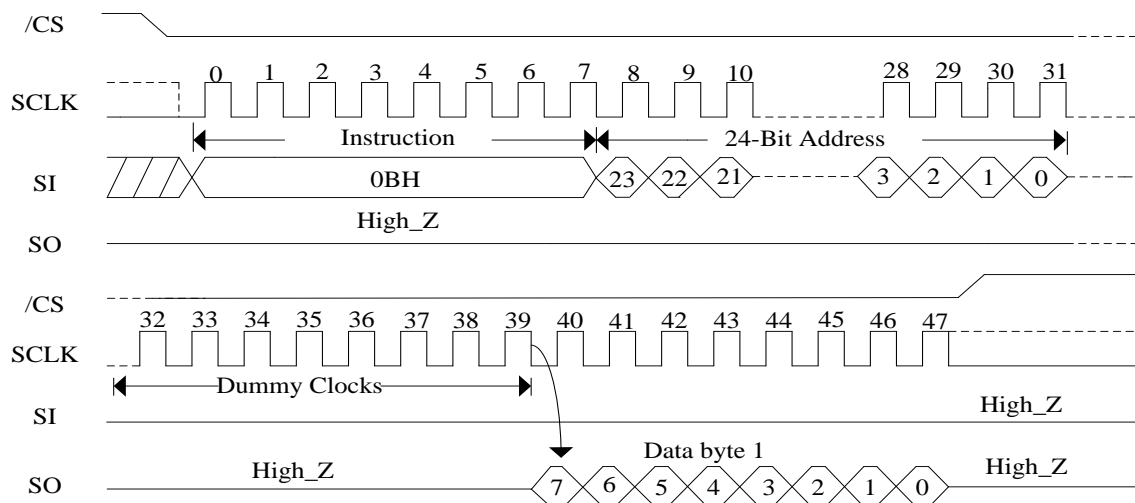 /CS
0 1 2 3 4 5 6 7 8 9 10 28 29 30 31
SCLK
Instruction 24-Bit Address
SI 0BH 23 22 21 3 2 1 0
High_Z
SO
/CS
32 33 34 35 36 37 38 39 40 41 42 43 44 45 46 47
SCLK
Dummy Clocks
SI High_Z
Data byte 1
SO High_Z 7 6 5 4 3 2 1 0 High_Z